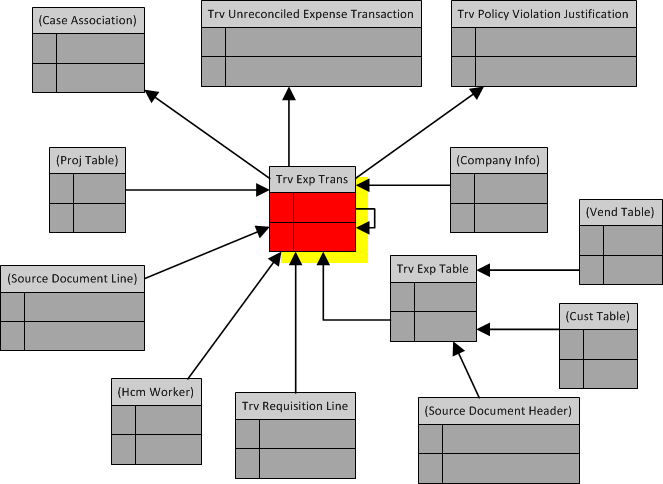 (Case Association)
Trv Unreconciled Expense Transaction
Trv Policy Violation Justification
(Proj Table)
Trv Exp Trans
(Company Info)
(Vend Table)
(Source Document Line)
Trv Exp Table
(Cust Table)
(Hcm Worker)
Trv Requisition Line
(Source Document Header)